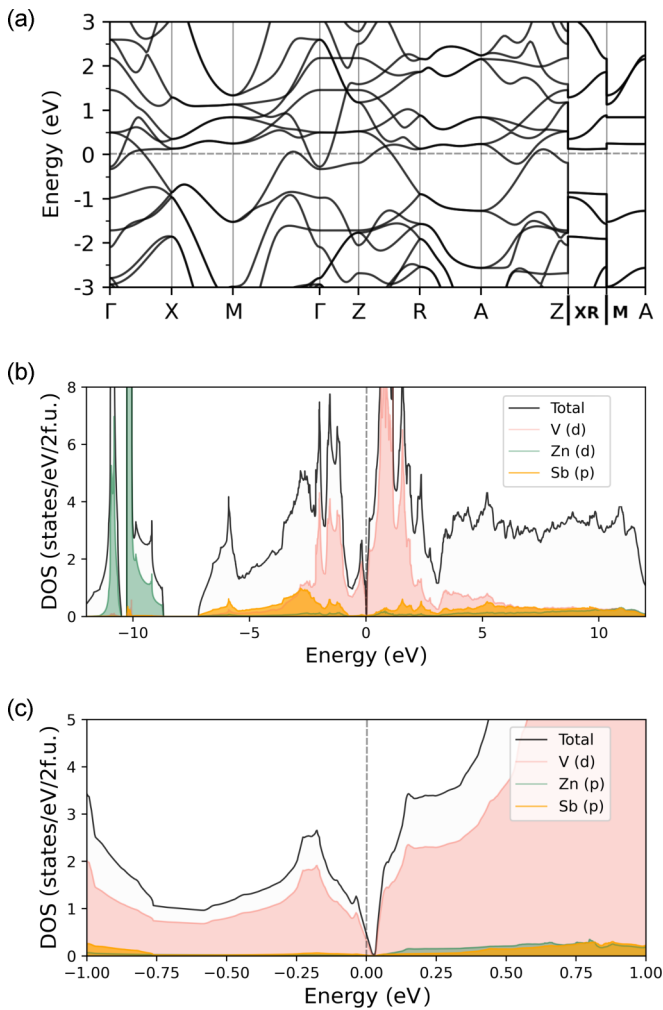 (a)
3
2
1
0
-1
-2
-3
Energy (eV)
Γ X M Γ Z R A Z XR M A
(b)
8
6
4
2
0
DOS (states/eV/2f.u.)
Total
V (d)
Zn (d)
Sb (p)
−10 −5 0 5 10
Energy (eV)
(c)
5
4
3
2
1
0
DOS (states/eV/2f.u.)
Total
V (d)
Zn (p)
Sb (p)
−1.00 −0.75 −0.50 −0.25 0.00 0.25 0.50 0.75 1.00
Energy (eV)